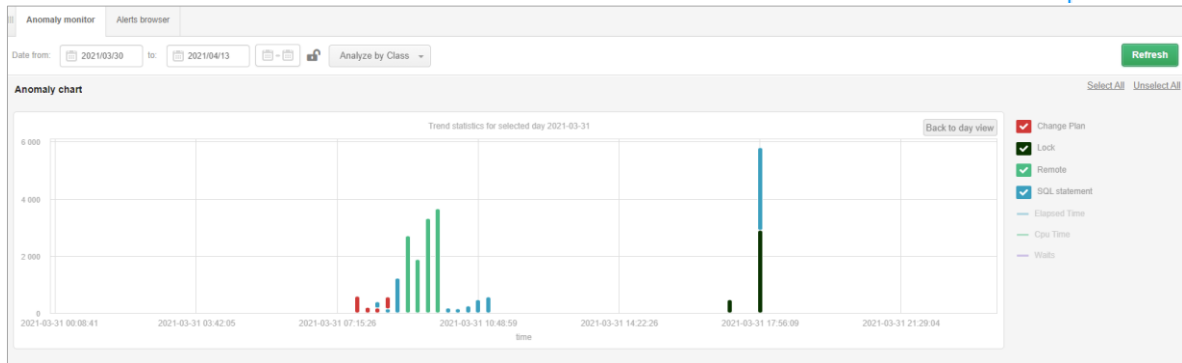 Anomaly monitor Alerts browser
Date from: 2021/03/30 to: 2021/04/13 Analyze by Class Refresh
Anomaly chart Select All Unselect All
Trend statistics for selected day 2021-03-31 Back to day view
6 000
4 000
2 000
0
2021-03-31 00:08:41 2021-03-31 03:42:05 2021-03-31 07:15:26 2021-03-31 10:48:59 2021-03-31 14:22:26 2021-03-31 17:56:09 2021-03-31 21:29:04
time
Change Plan
Lock
Remote
SQL statement
Elapsed Time
Cpu Time
Waits